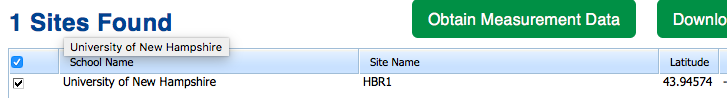 1 Sites Found
Obtain Measurement Data
Downlo
University of New Hampshire
School Name
Site Name
Latitude
University of New Hampshire
HBR1
43.94574